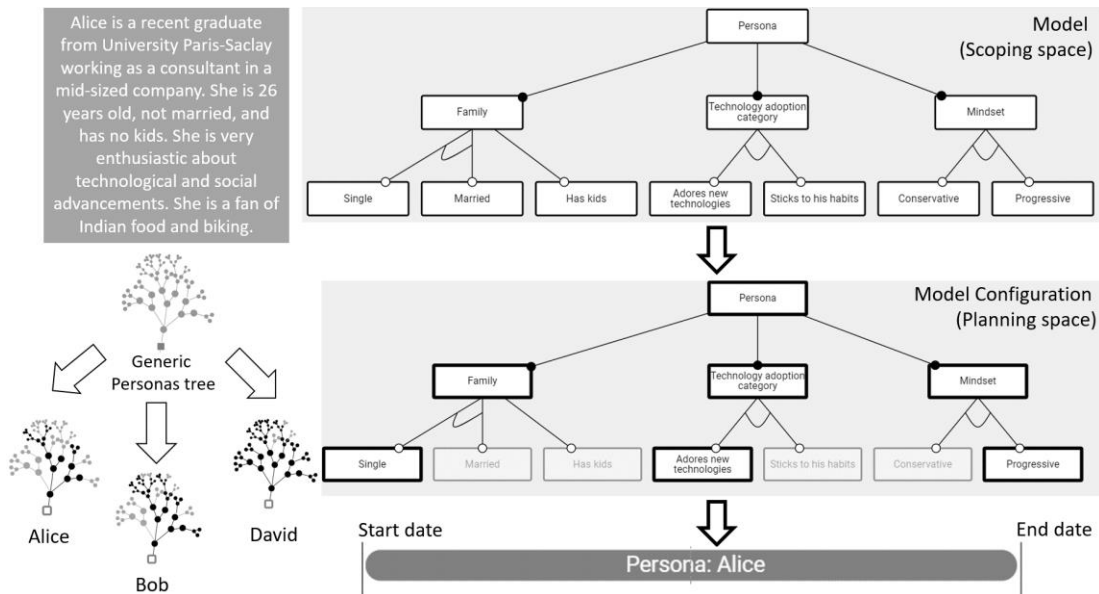 Alice is a recent graduate
from University Paris-Saclay
working as a consultant in a
mid-sized company. She is 26
years old, not married, and
has no kids. She is very
enthusiastic about
technological and social
advancements. She is a fan of
Indian food and biking.
Generic
Personas tree
Alice
Bob
David
Model
(Scoping space)
Persona
Family
Technology adoption
category
Mindset
Single
Married
Has kids
Adores new
technologies
Sticks to his habits
Conservative
Progressive
Model Configuration
(Planning space)
Persona
Family
Technology adoption
category
Mindset
Single
Married
Has kids
Adores new
technologies
Sticks to his habits
Conservative
Progressive
Start date
End date
Persona: Alice